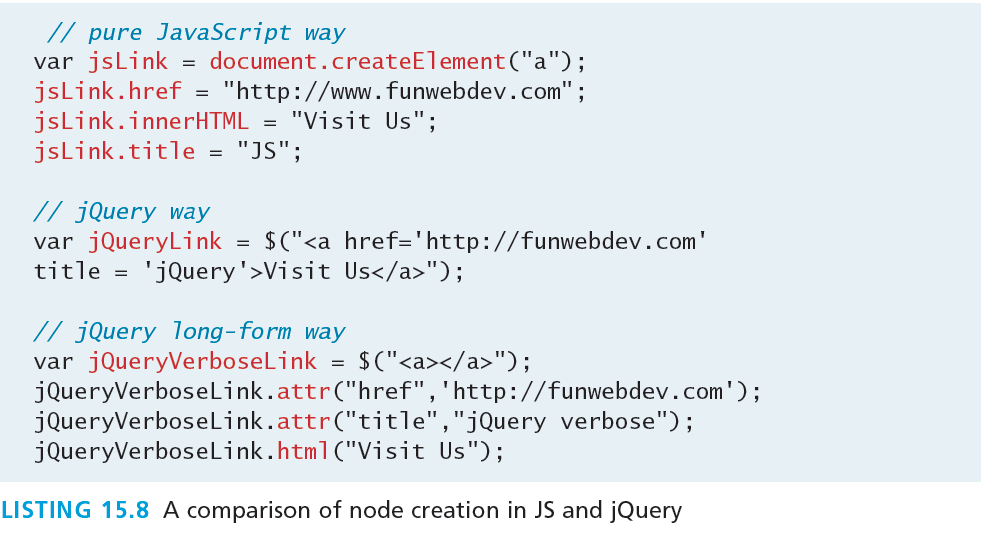 // pure JavaScript way
var jsLink = document.createElement("a");
jsLink.href = "http://www.funwebdev.com";
jsLink.innerHTML = "Visit Us";
jsLink.title = "JS";
// jQuery way
var jQueryLink = $("<a href='http://funwebdev.com'
title = 'jQuery'>Visit Us</a>");
// jQuery long-form way
var jQueryVerboseLink = $("<a></a>");
jQueryVerboseLink.attr("href",'http://funwebdev.com');
jQueryVerboseLink.attr("title","jQuery verbose");
jQueryVerboseLink.html("Visit Us");
LISTING 15.8 A comparison of node creation in JS and jQuery